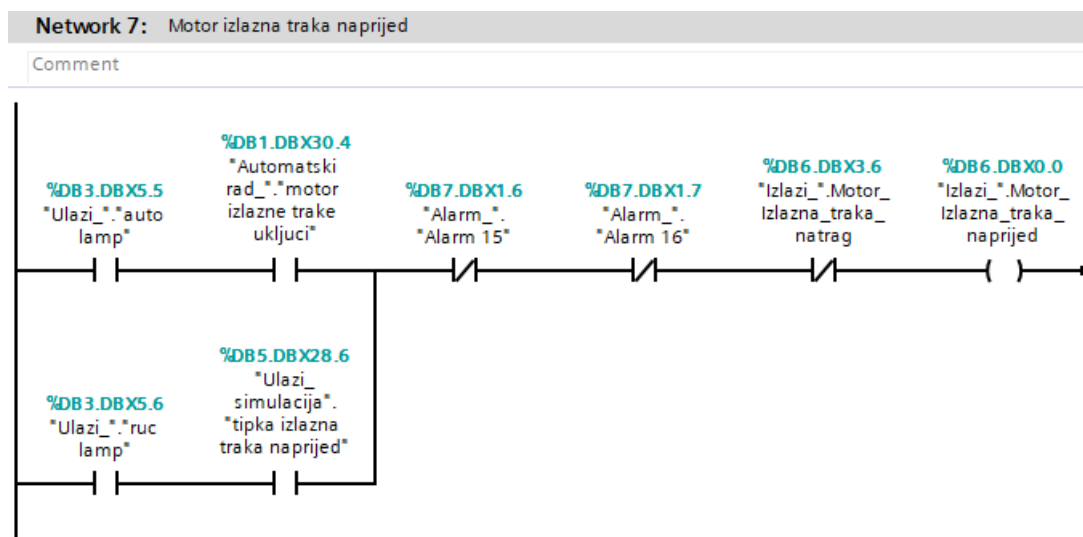 Network 7: Motor izlazna traka naprijed
Comment
%DB3.DBX5.5
"Ulazi_"."auto
lamp"
%DB1.DBX30.4
"Automatski
rad_"."motor
izlazne trake
ukljuci"
%DB7.DBX1.6
"Alarm_".
"Alarm 15"
%DB7.DBX1.7
"Alarm_".
"Alarm 16"
%DB6.DBX3.6
"Izlazi_".Motor_
Izlazna_traka_
natrag
%DB6.DBX0.0
"Izlazi_".Motor_
Izlazna_traka_
naprijed
%DB3.DBX5.6
"Ulazi_"."ruc
lamp"
%DB5.DBX28.6
"Ulazi_
simulacija".
"tipka izlazna
traka naprijed"